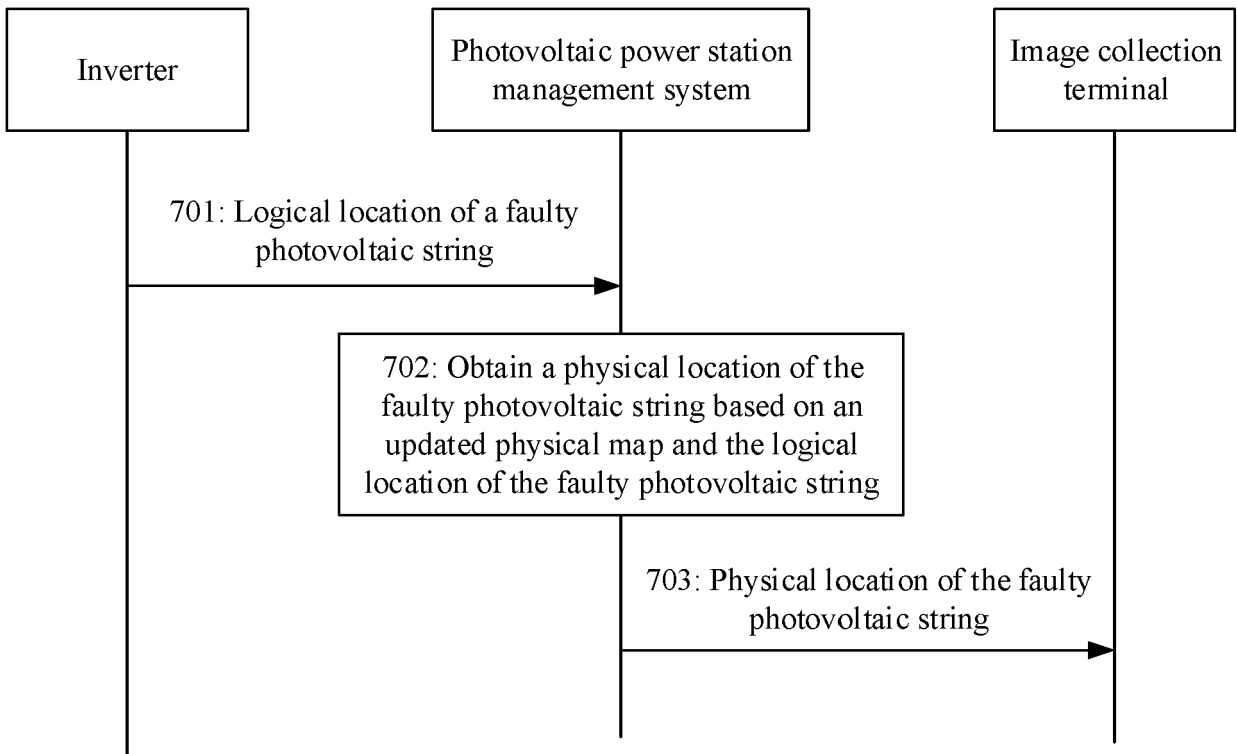 Inverter
Photovoltaic power station
management system
Image collection
terminal
701: Logical location of a faulty
photovoltaic string
702: Obtain a physical location of the
faulty photovoltaic string based on an
updated physical map and the logical
location of the faulty photovoltaic string
703: Physical location of the faulty
photovoltaic string